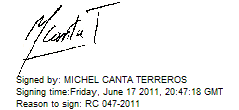 MCanta T
Signed by: MICHEL CANTA TERREROS
Signing time:Friday, June 17 2011, 20:47:18 GMT
Reason to sign: RC 047-2011